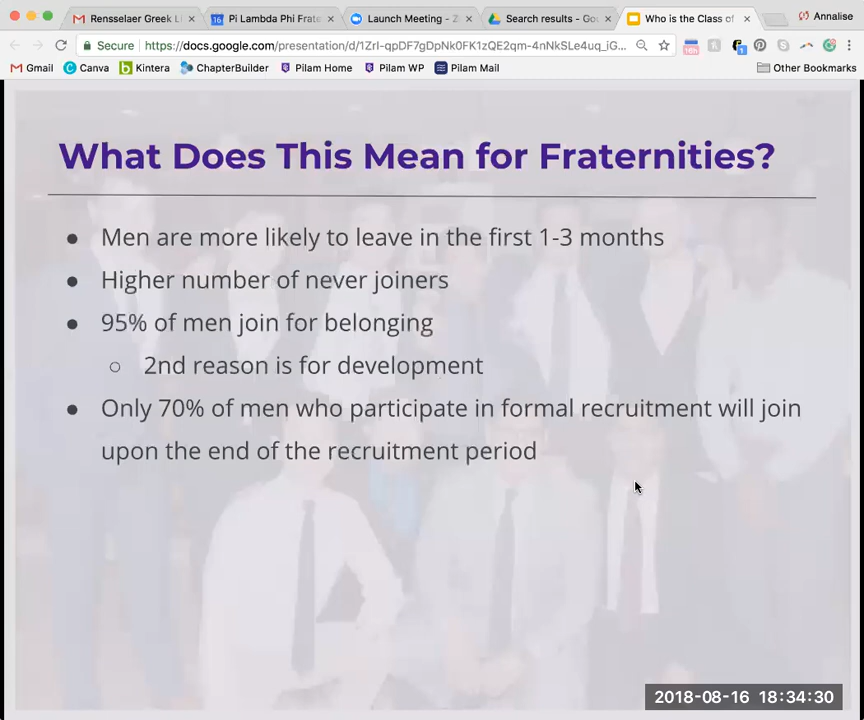 Rensselaer Greek Li
Pi Lambda Phi Frate
Launch Meeting - Z
Search results - Goo
Who is the Class of
Annalise
Secure
https://docs.google.com/presentation/d/1ZrI-qpDF7gDpNk0FK1zQE2qm-4nNkSLe4uq_iG...
Gmail
Canva
Kintera
ChapterBuilder
Pilam Home
Pilam WP
Pilam Mail
Other Bookmarks
What Does This Mean for Fraternities?
● Men are more likely to leave in the first 1-3 months
● Higher number of never joiners
● 95% of men join for belonging
○ 2nd reason is for development
● Only 70% of men who participate in formal recruitment will join
upon the end of the recruitment period
2018-08-16 18:34:30